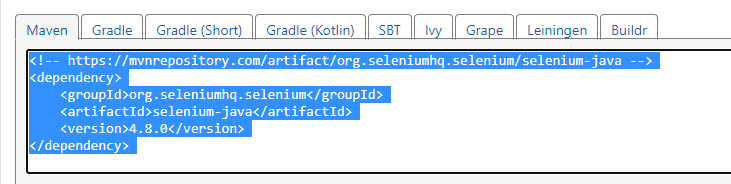 Maven Gradle Gradle (Short) Gradle (Kotlin) SBT Ivy Grape Leiningen Buildr
<!-- https://mvnrepository.com/artifact/org.seleniumhq.selenium/selenium-java -->
<dependency>
    <groupId>org.seleniumhq.selenium</groupId>
    <artifactId>selenium-java</artifactId>
    <version>4.8.0</version>
</dependency>